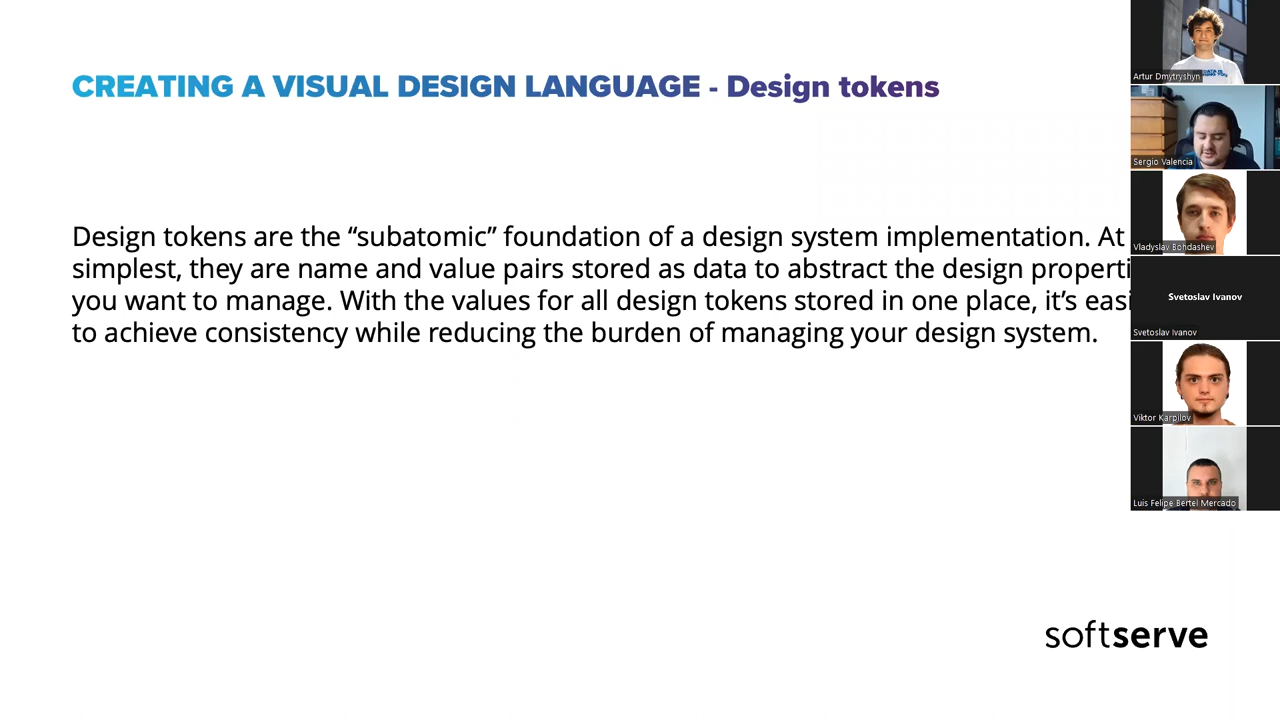 CREATING A VISUAL DESIGN LANGUAGE - Design tokens
Design tokens are the “subatomic” foundation of a design system implementation. At
simplest, they are name and value pairs stored as data to abstract the design properti
you want to manage. With the values for all design tokens stored in one place, it’s easi
to achieve consistency while reducing the burden of managing your design system.
softserve
Artur Dmytryshyn
Sergio Valencia
Vladyslav Bohdashev
Svetoslav Ivanov
Svetoslav Ivanov
Viktor Karpilov
Luis Felipe Bertel Mercado